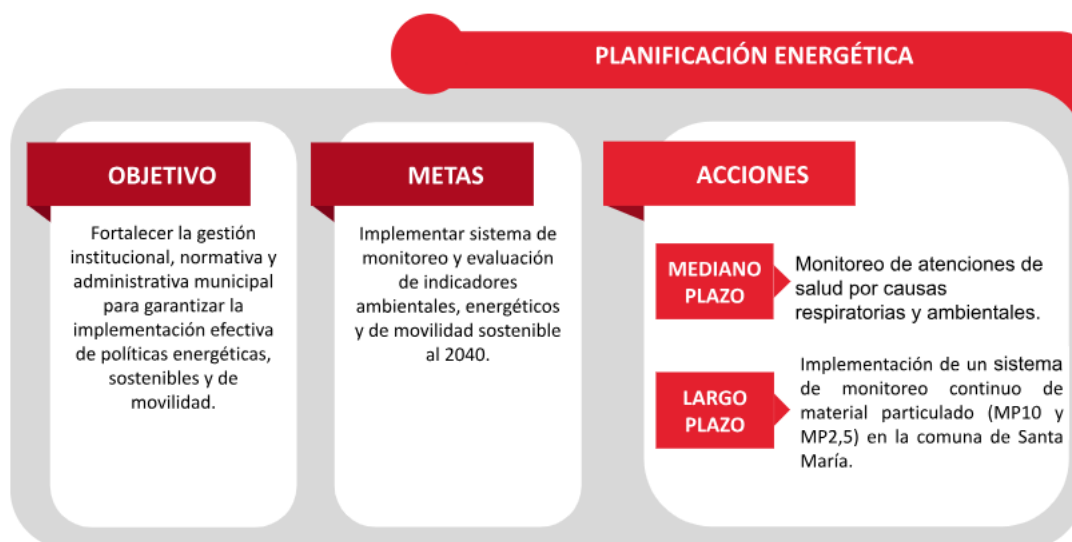 PLANIFICACIÓN ENERGÉTICA
OBJETIVO
Fortalecer la gestión
institucional, normativa y
administrativa municipal
para garantizar la
implementación efectiva
de políticas energéticas,
sostenibles y de
movilidad.
METAS
Implementar sistema de
monitoreo y evaluación
de indicadores
ambientales, energéticos
y de movilidad sostenible
al 2040.
ACCIONES
MEDIANO
PLAZO
Monitoreo de atenciones de
salud por causas
respiratorias y ambientales.
LARGO
PLAZO
Implementación de un sistema
de monitoreo continuo de
material particulado (MP10 y
MP2,5) en la comuna de Santa
María.